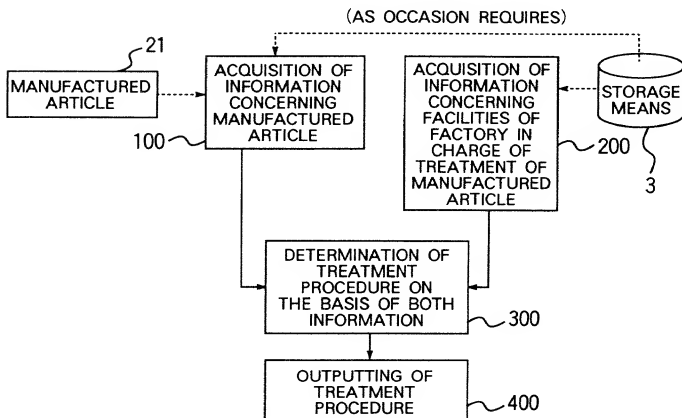 (AS OCCASION REQUIRES)
21
MANUFACTURED
ARTICLE
ACQUISITION OF
INFORMATION
CONCERNING
MANUFACTURED
ARTICLE
100
ACQUISITION OF
INFORMATION
CONCERNING
FACILITIES OF
FACTORY IN
CHARGE OF
TREATMENT OF
MANUFACTURED
ARTICLE
200
STORAGE
MEANS
3
DETERMINATION OF
TREATMENT
PROCEDURE ON
THE BASIS OF BOTH
INFORMATION
300
OUTPUTTING OF
TREATMENT
PROCEDURE
400